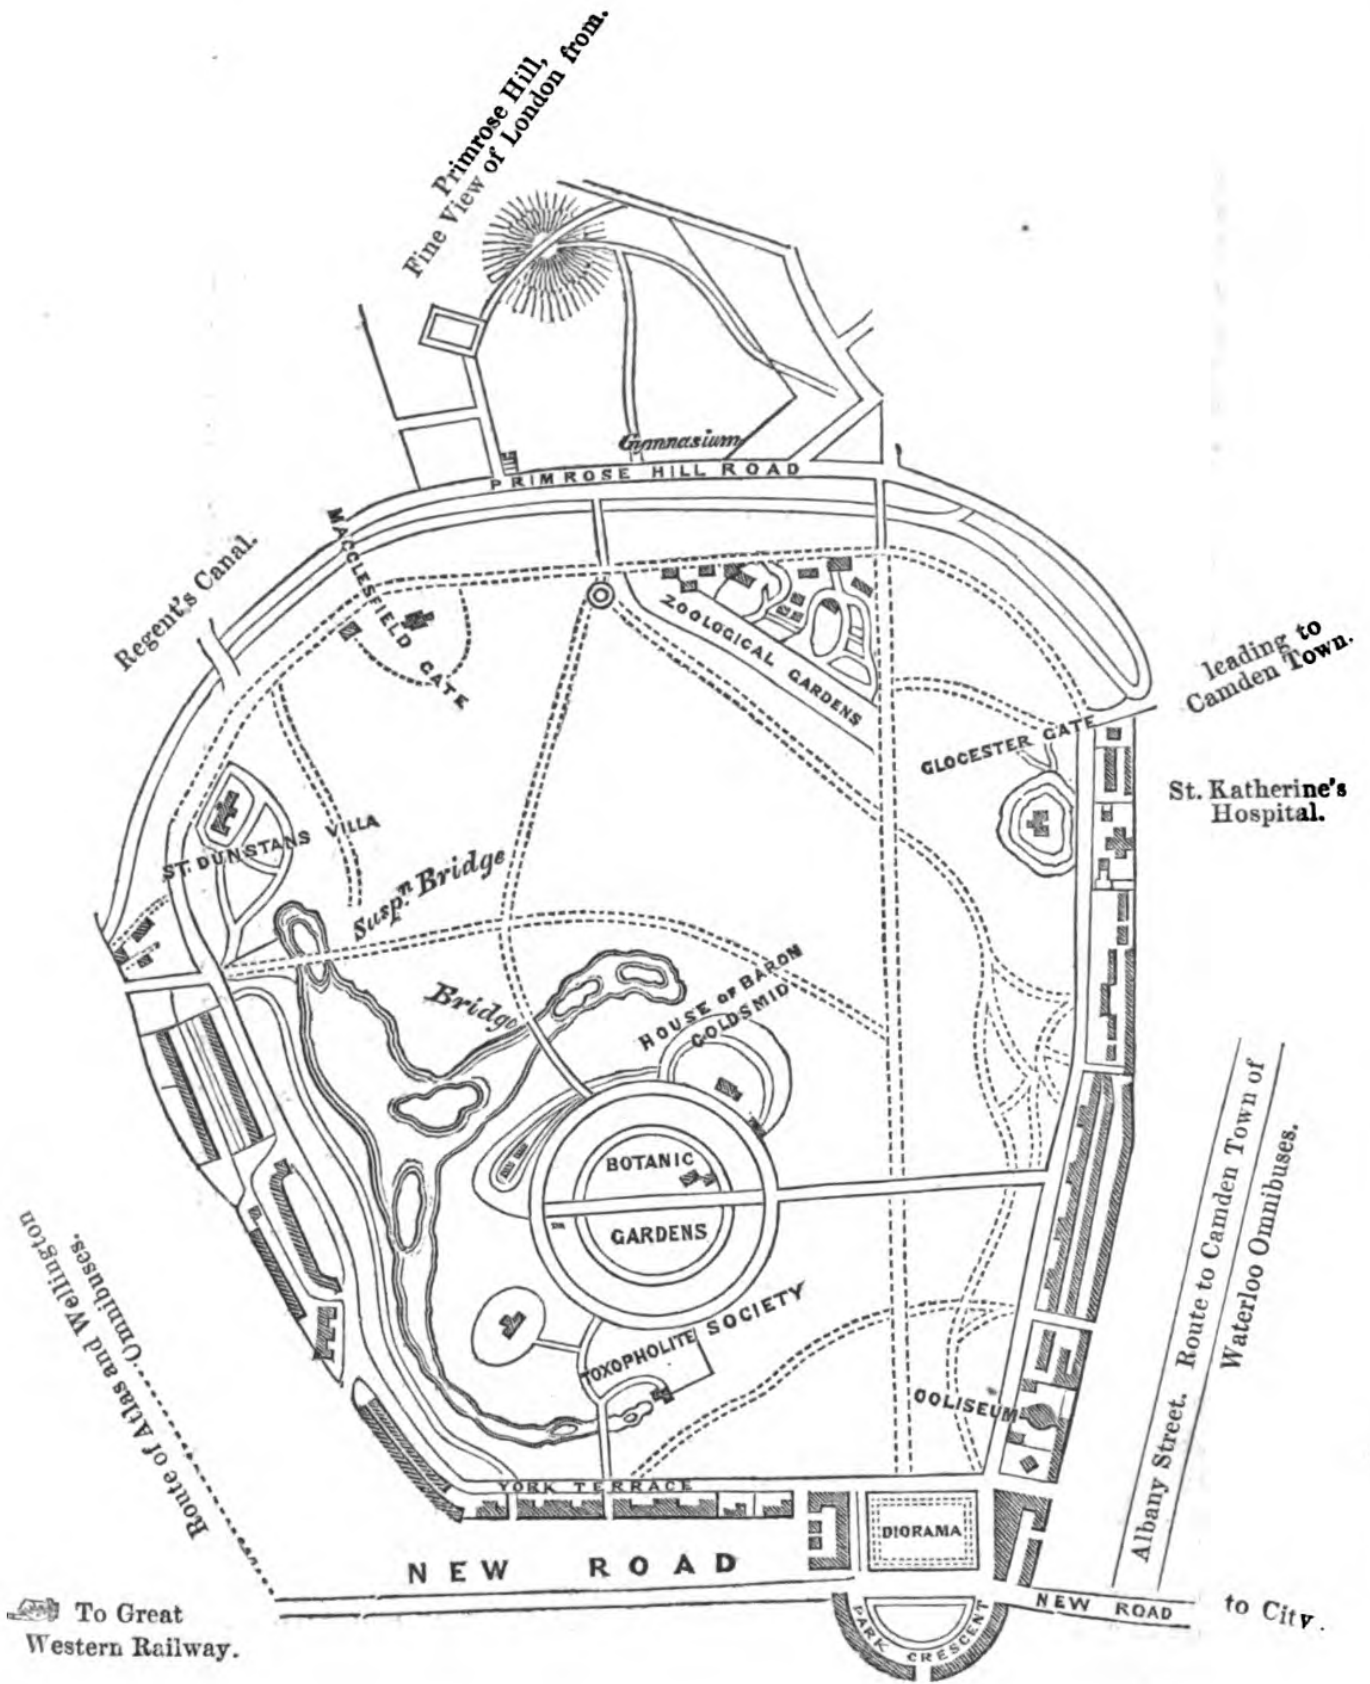 Primrose Hill,
Fine View of London from.
Gymnasium
PRIMROSE HILL ROAD
MACCLESFIELD GATE
Regent's Canal.
ZOOLOGICAL GARDENS
leading to
Camden Town.
GLOCESTER GATE
St. Katherine's
Hospital.
ST. DUNSTANS VILLA
Suspn. Bridge
Bridge
HOUSE OF BARON
GOLDSMID
BOTANIC
GARDENS
TOXOPHOLITE SOCIETY
COLISEUM
Albany Street. Route to Camden Town of
Waterloo Omnibuses.
Route of Atlas and Wellington
Omnibuses.
YORK TERRACE
DIORAMA
NEW ROAD
PARK CRESCENT
NEW ROAD
to City.
To Great
Western Railway.